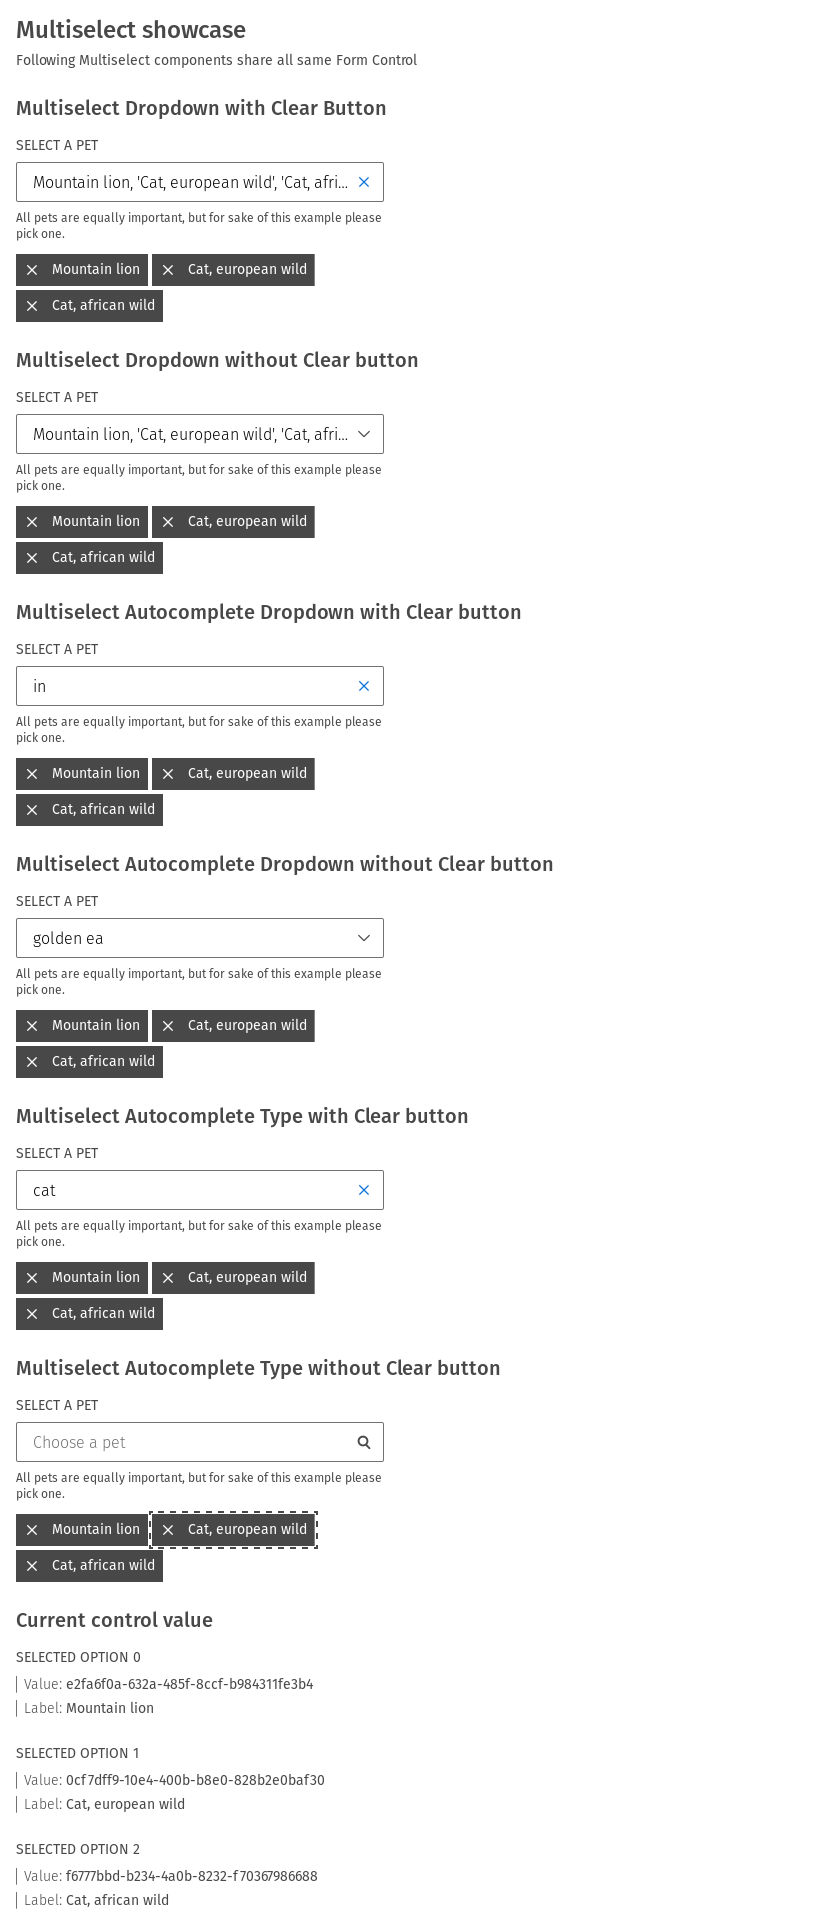 Multiselect showcase
Following Multiselect components share all same Form Control
Multiselect Dropdown with Clear Button
SELECT A PET
Mountain lion, 'Cat, european wild', 'Cat, afri...
All pets are equally important, but for sake of this example please
pick one.
Mountain lion Cat, european wild
Cat, african wild
Multiselect Dropdown without Clear button
SELECT A PET
Mountain lion, 'Cat, european wild', 'Cat, afri...
All pets are equally important, but for sake of this example please
pick one.
Mountain lion Cat, european wild
Cat, african wild
Multiselect Autocomplete Dropdown with Clear button
SELECT A PET
in
All pets are equally important, but for sake of this example please
pick one.
Mountain lion Cat, european wild
Cat, african wild
Multiselect Autocomplete Dropdown without Clear button
SELECT A PET
golden ea
All pets are equally important, but for sake of this example please
pick one.
Mountain lion Cat, european wild
Cat, african wild
Multiselect Autocomplete Type with Clear button
SELECT A PET
cat
All pets are equally important, but for sake of this example please
pick one.
Mountain lion Cat, european wild
Cat, african wild
Multiselect Autocomplete Type without Clear button
SELECT A PET
Choose a pet
All pets are equally important, but for sake of this example please
pick one.
Mountain lion Cat, european wild
Cat, african wild
Current control value
SELECTED OPTION 0
Value: e2fa6f0a-632a-485f-8ccf-b984311fe3b4
Label: Mountain lion
SELECTED OPTION 1
Value: 0cf7dff9-10e4-400b-b8e0-828b2e0baf30
Label: Cat, european wild
SELECTED OPTION 2
Value: f6777bbd-b234-4a0b-8232-f70367986688
Label: Cat, african wild